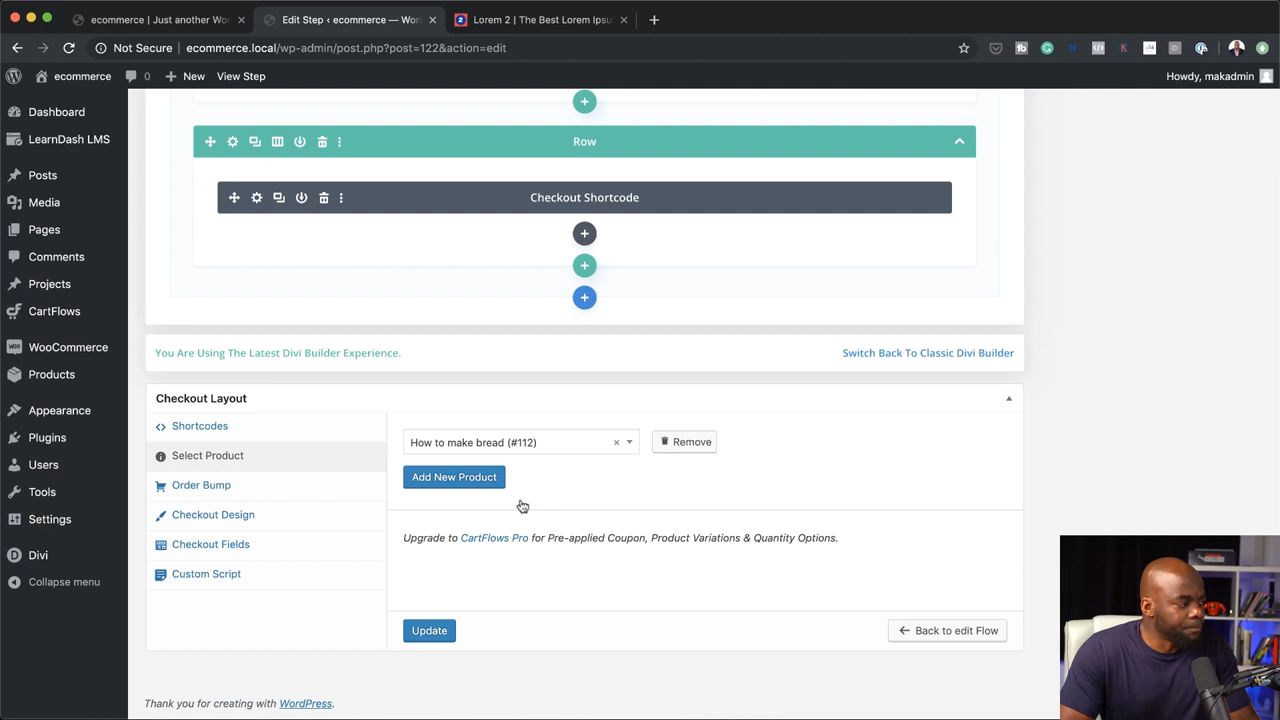 ecommerce | Just another Wor
Edit Step ‹ ecommerce — Wor
Lorem 2 | The Best Lorem Ipsu
Not Secure | ecommerce.local/wp-admin/post.php?post=122&action=edit
ecommerce 0 New View Step Howdy, makadmin
Dashboard
LearnDash LMS
Posts
Media
Pages
Comments
Projects
CartFlows
WooCommerce
Products
Appearance
Plugins
Users
Tools
Settings
Divi
Collapse menu
Row
Checkout Shortcode
You Are Using The Latest Divi Builder Experience. Switch Back To Classic Divi Builder
Checkout Layout
Shortcodes
Select Product
Order Bump
Checkout Design
Checkout Fields
Custom Script
How to make bread (#112) × Remove
Add New Product
Upgrade to CartFlows Pro for Pre-applied Coupon, Product Variations & Quantity Options.
Update Back to edit Flow
Thank you for creating with WordPress.